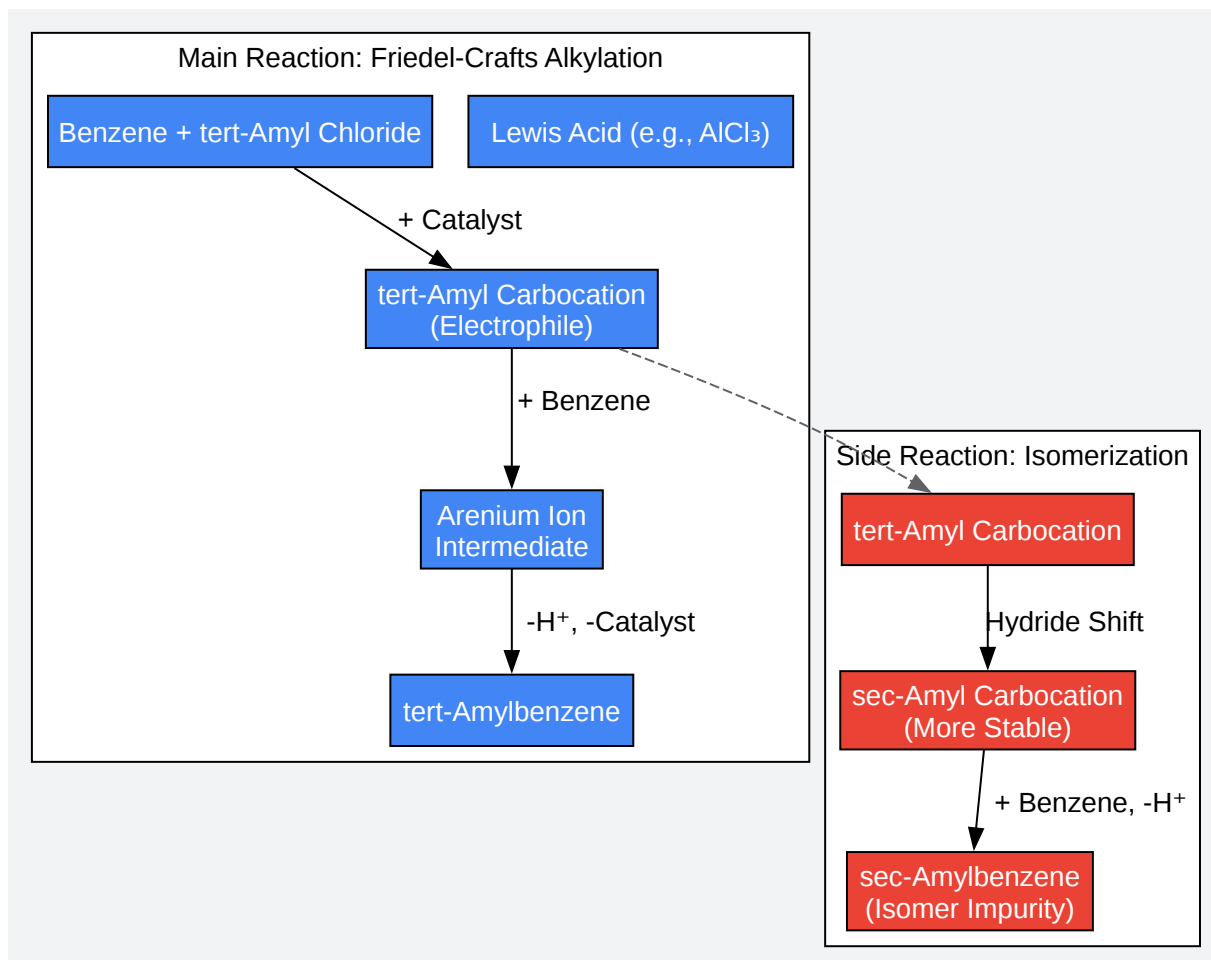 Main Reaction: Friedel-Crafts Alkylation
Benzene + tert-Amyl Chloride
Lewis Acid (e.g., AlCl₃)
+ Catalyst
tert-Amyl Carbocation
(Electrophile)
+ Benzene
Arenium Ion
Intermediate
-H⁺, -Catalyst
tert-Amylbenzene
Side Reaction: Isomerization
tert-Amyl Carbocation
Hydride Shift
sec-Amyl Carbocation
(More Stable)
+ Benzene, -H⁺
sec-Amylbenzene
(Isomer Impurity)